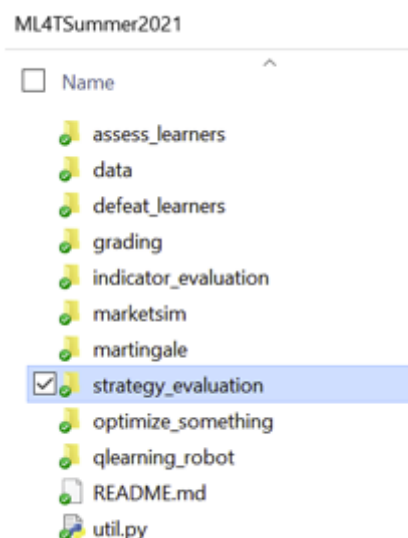 ML4TSummer2021
Name
assess_learners
data
defeat_learners
grading
indicator_evaluation
marketsim
martingale
strategy_evaluation
optimize_something
qlearning_robot
README.md
util.py